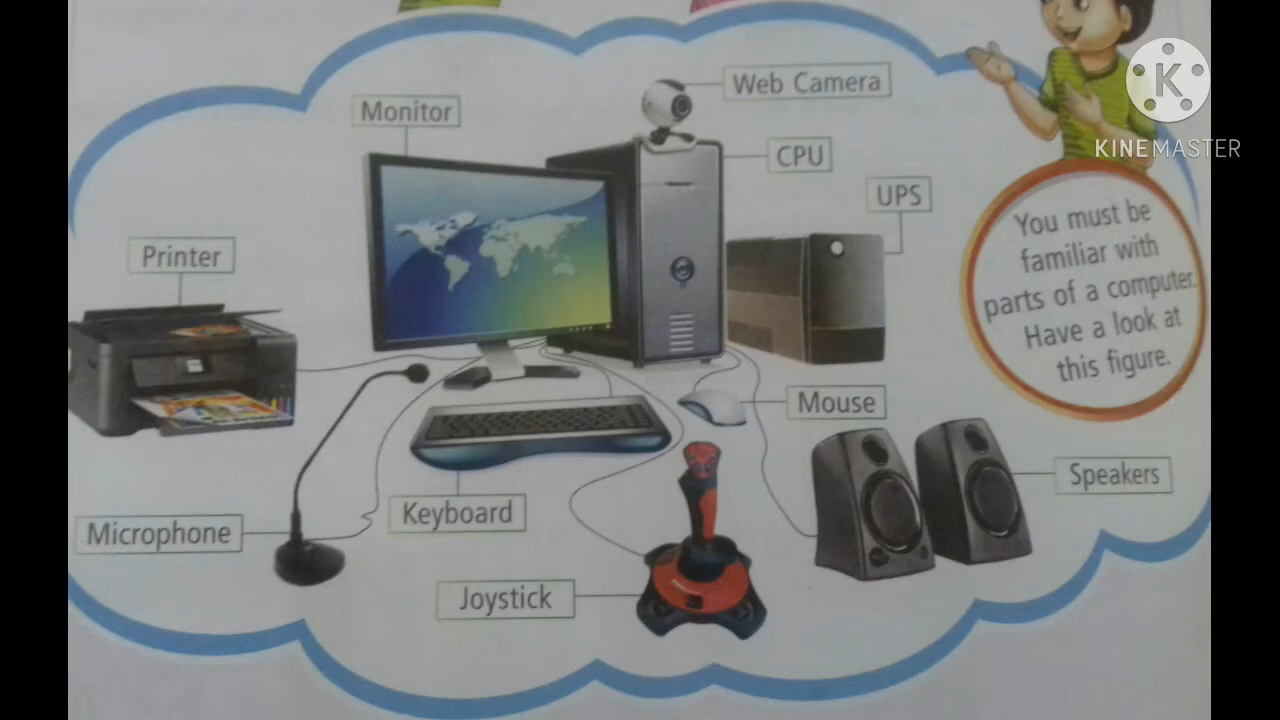 Web Camera
Monitor
CPU
UPS
Printer
Mouse
Speakers
Keyboard
Microphone
Joystick
You must be
familiar with
parts of a computer.
Have a look at
this figure.
K
KINEMASTER